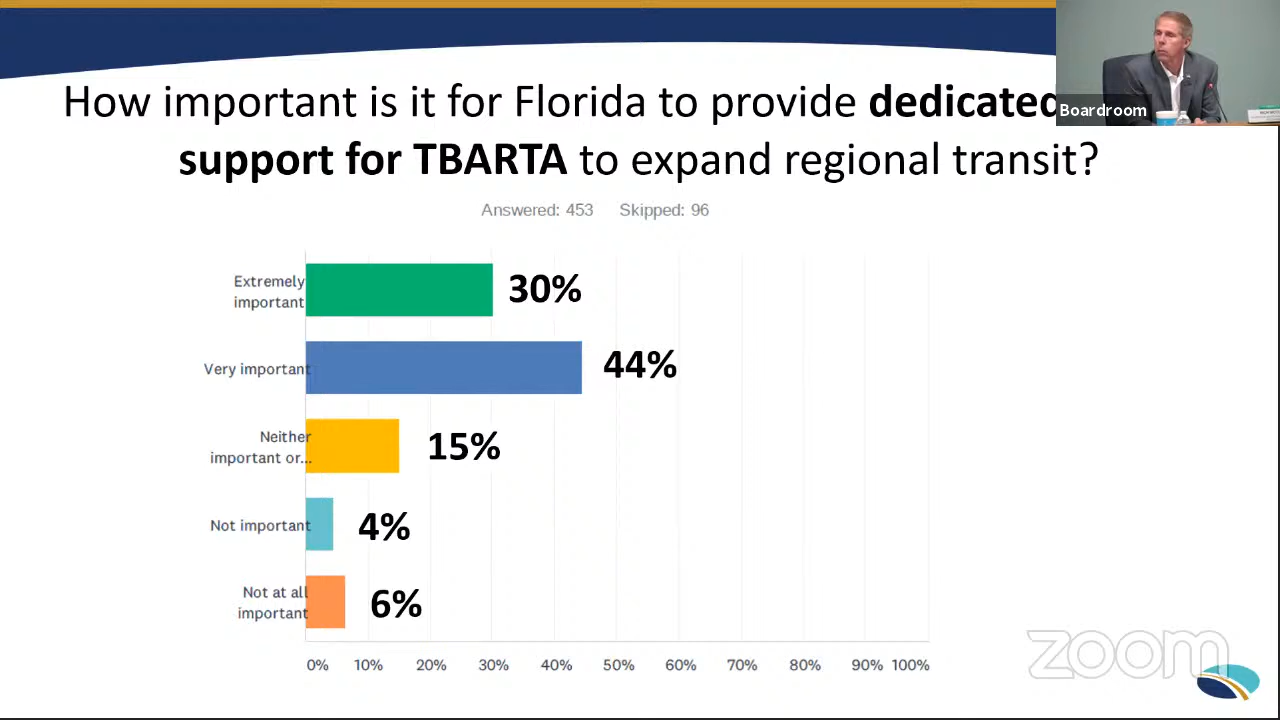 How important is it for Florida to provide dedicated
support for TBARTA to expand regional transit?
Boardroom
Answered: 453 Skipped: 96
Extremely
important
30%
Very important
44%
Neither
important or...
15%
Not important
4%
Not at all
important
6%
0% 10% 20% 30% 40% 50% 60% 70% 80% 90% 100%
zoom